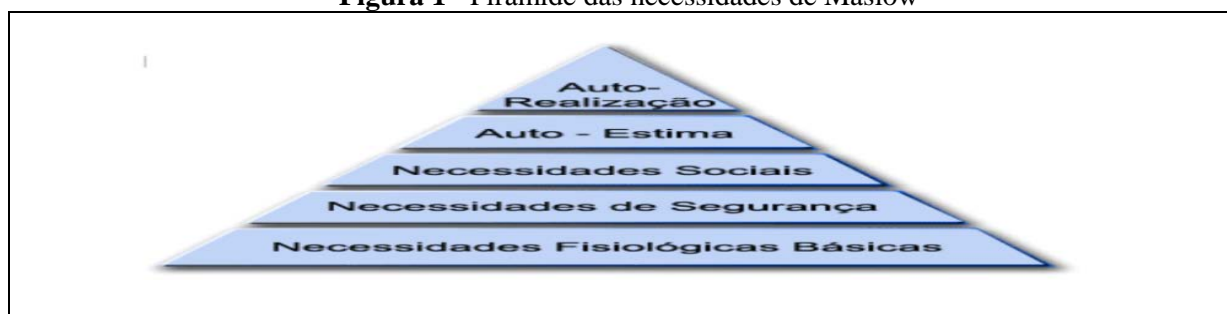 Figura 1 Pirâmide das necessidades de Maslow
Auto-
Realização
Auto - Estima
Necessidades Sociais
Necessidades de Segurança
Necessidades Fisiológicas Básicas